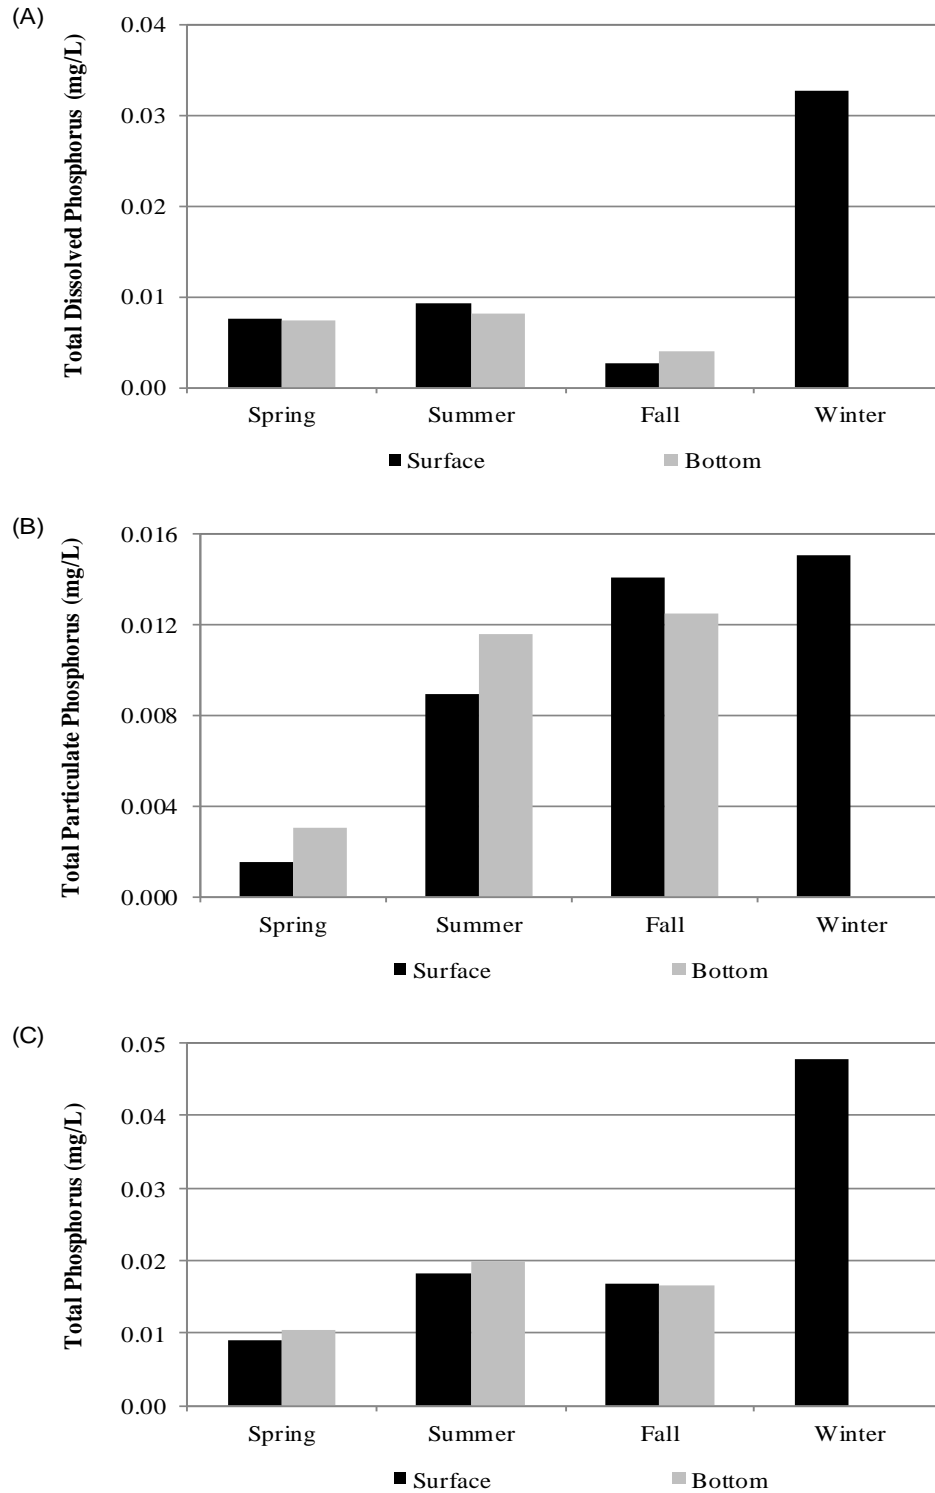 (A)
Total Dissolved Phosphorus (mg/L)
0.04
0.03
0.02
0.01
0.00
Spring Summer Fall Winter
Surface Bottom
(B)
Total Particulate Phosphorus (mg/L)
0.016
0.012
0.008
0.004
0.000
Spring Summer Fall Winter
Surface Bottom
(C)
Total Phosphorus (mg/L)
0.05
0.04
0.03
0.02
0.01
0.00
Spring Summer Fall Winter
Surface Bottom